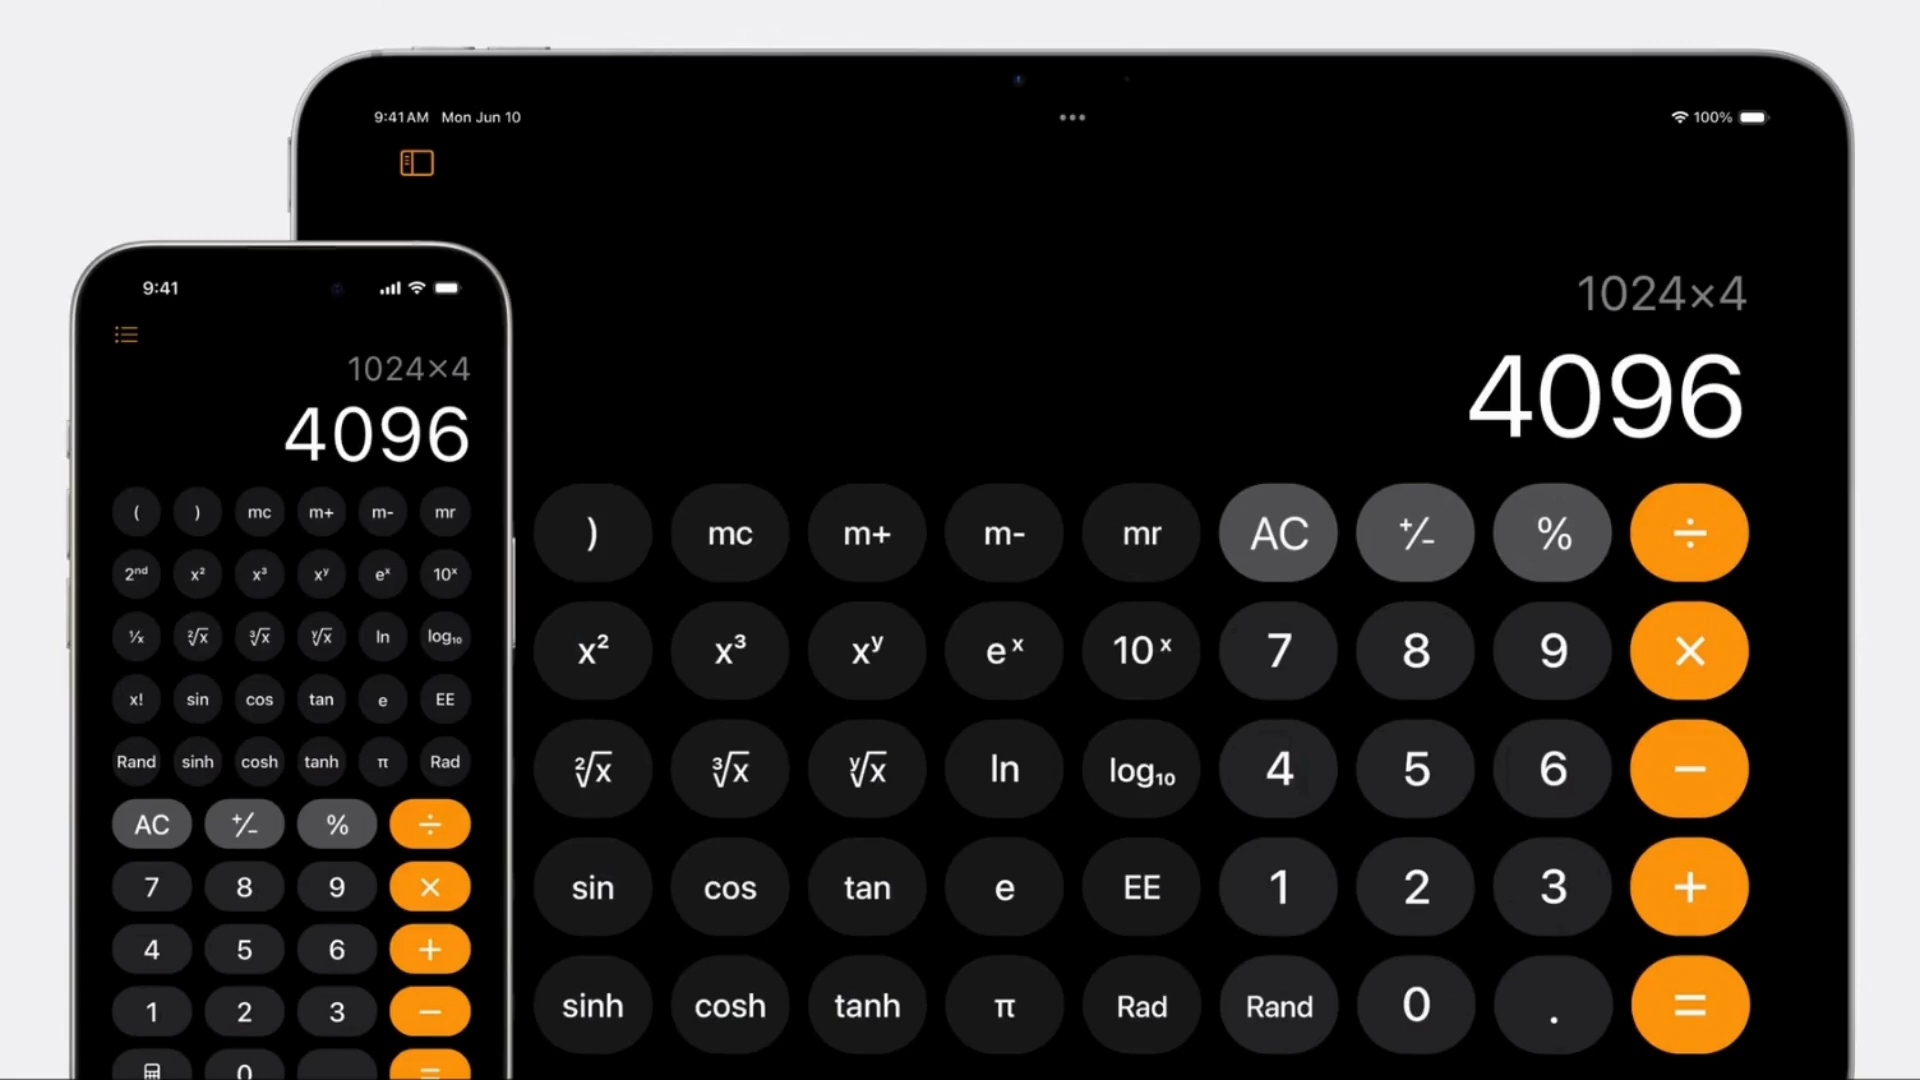 9:41 AM Mon Jun 10
100%
1024×4
4096
) mc m+ m- mr AC +/- % ÷
x² x³ xʸ eˣ 10ˣ 7 8 9 ×
²√x ³√x ʸ√x ln log₁₀ 4 5 6 −
sin cos tan e EE 1 2 3 +
sinh cosh tanh π Rad Rand 0 . =
9:41
1024×4
4096
( ) mc m+ m- mr
2ⁿᵈ x² x³ xʸ eˣ 10ˣ
¹⁄x ²√x ³√x ʸ√x ln log₁₀
x! sin cos tan e EE
Rand sinh cosh tanh π Rad
AC +/- % ÷
7 8 9 ×
4 5 6 +
1 2 3 −
0 =